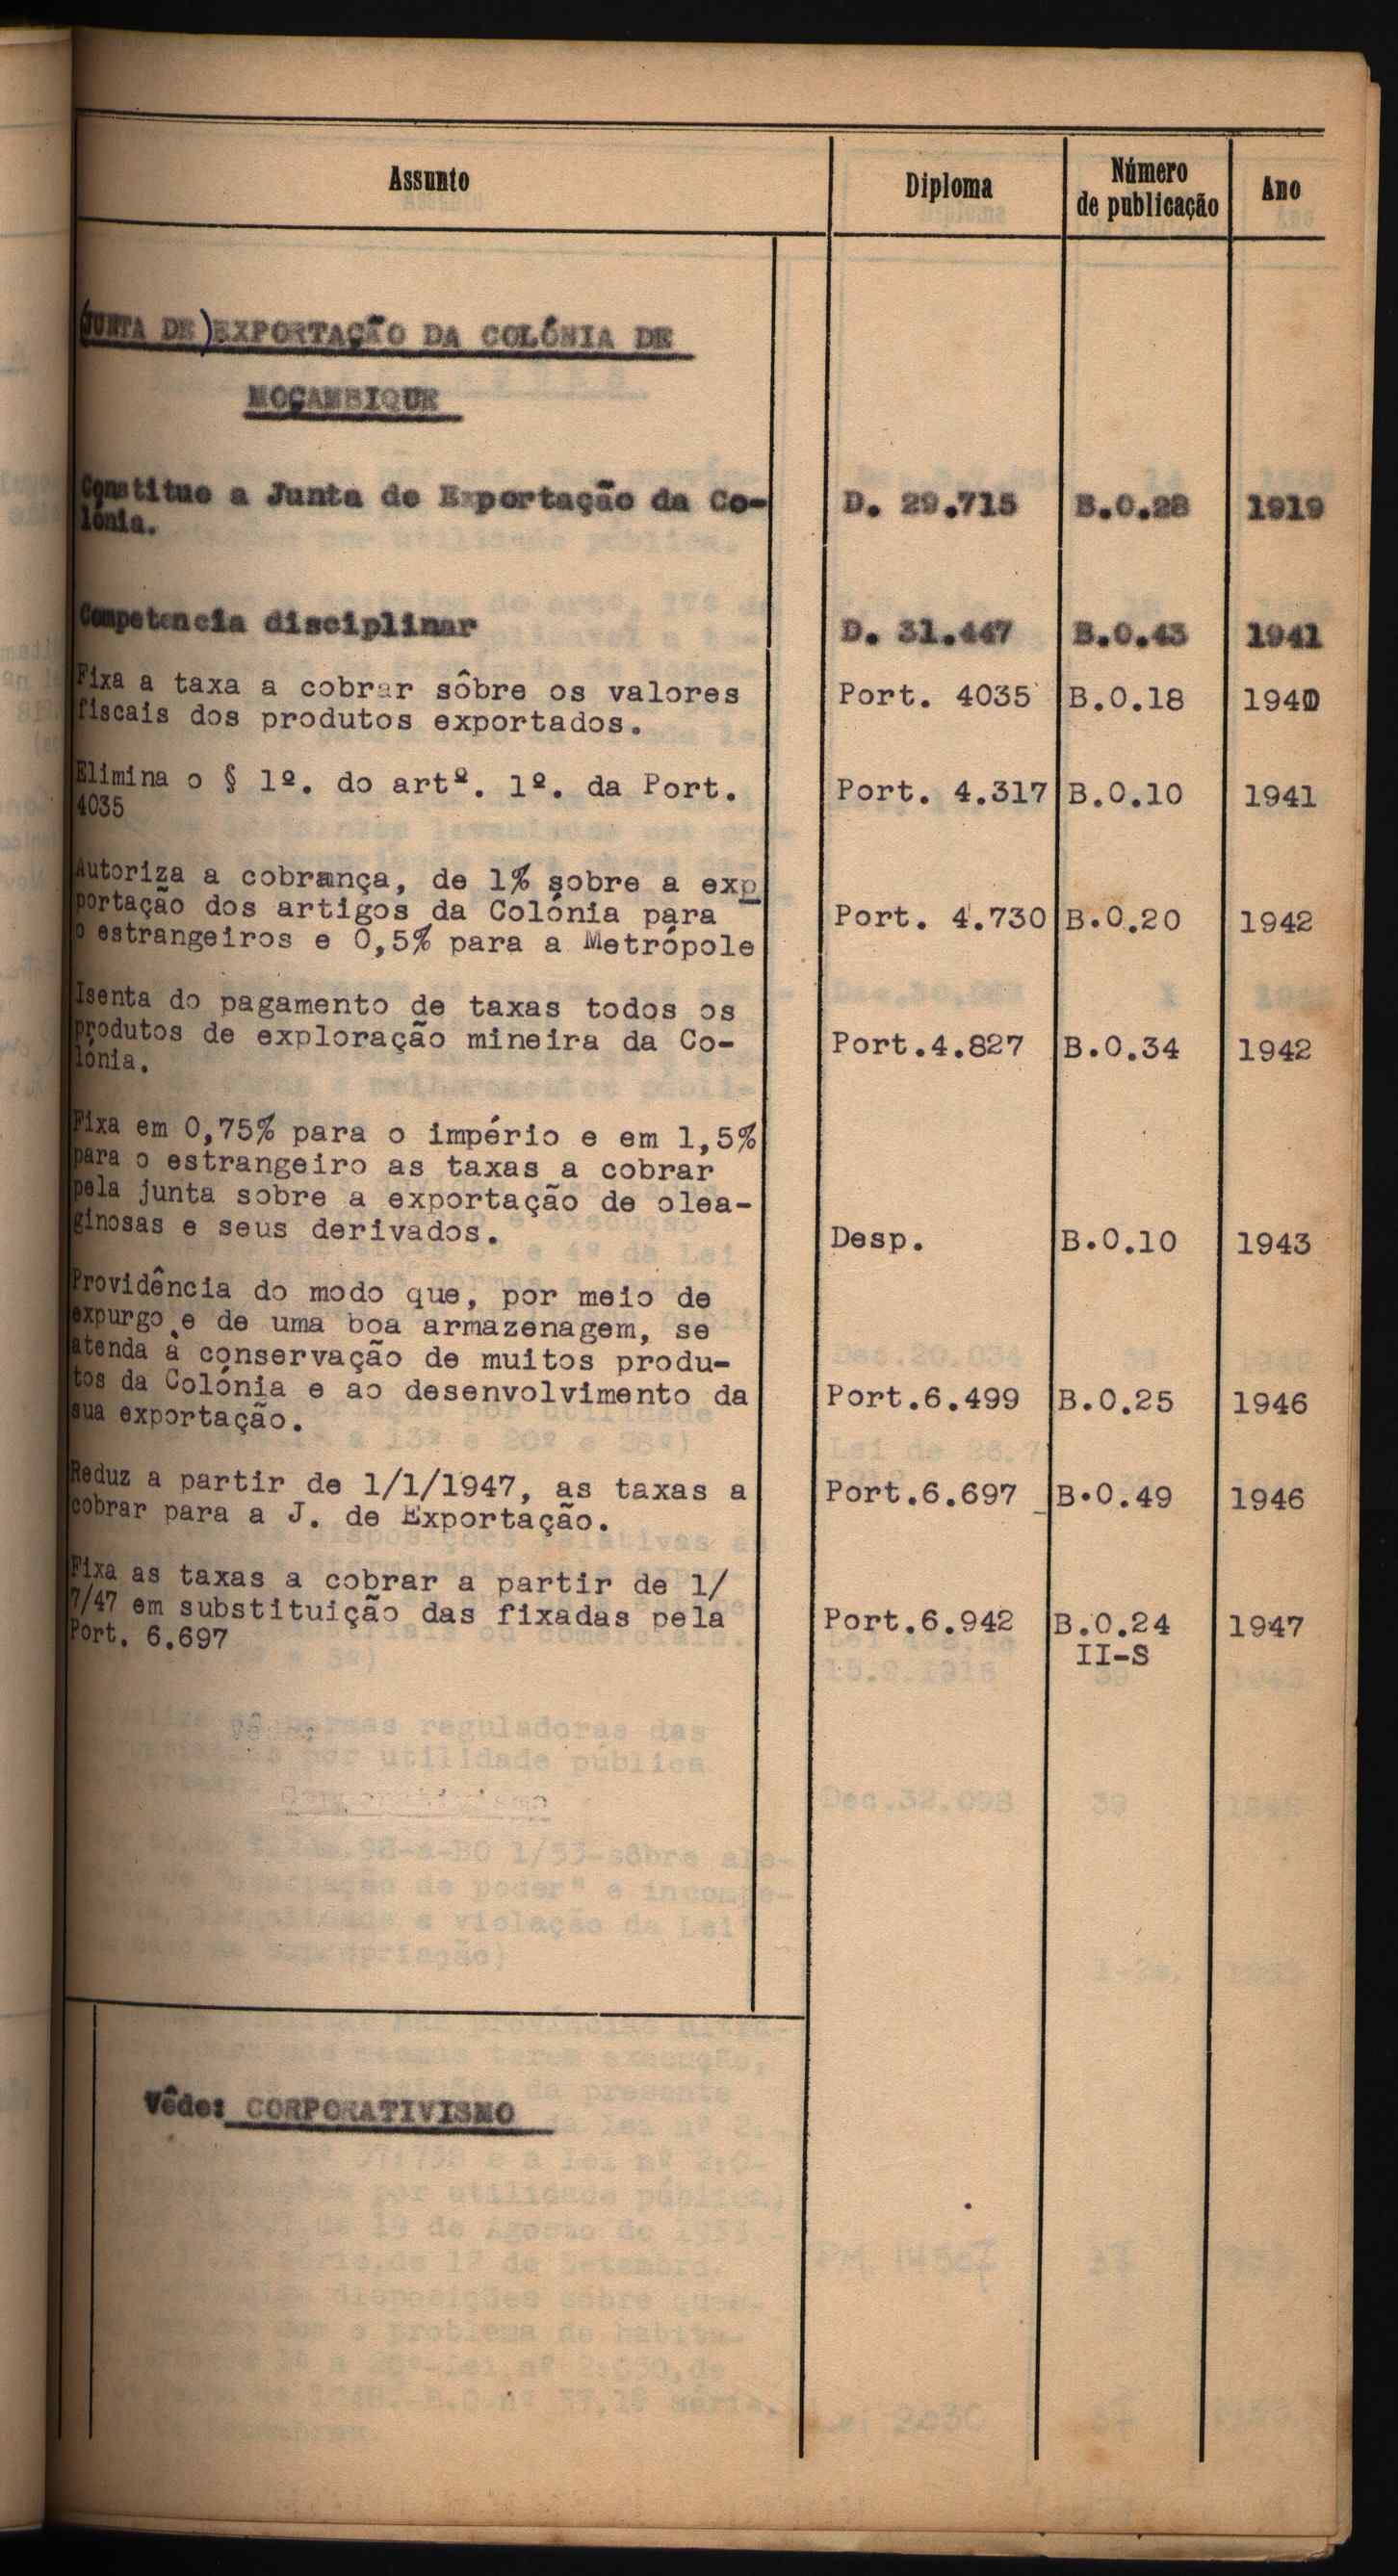 Assunto
Diploma
Número
de publicação
Ano
(JUNTA DE) EXPORTAÇÃO DA COLÓNIA DE
MOÇAMBIQUE
Constitue a Junta de Exportação da Co- D. 29.715 B.O.28 1919
lónia.
Competencia disciplinar D. 31.447 B.O.43 1941
Fixa a taxa a cobrar sôbre os valores Port. 4035 B.O.18 1940
fiscais dos produtos exportados.
Elimina o § 1º. do artº. 1º. da Port. Port. 4.317 B.O.10 1941
4035
Autoriza a cobrança, de 1% sobre a exp
portação dos artigos da Colónia para Port. 4.730 B.O.20 1942
o estrangeiros e 0,5% para a Metrópole
Isenta do pagamento de taxas todos os
produtos de exploração mineira da Co- Port.4.827 B.O.34 1942
lónia.
Fixa em 0,75% para o império e em 1,5%
para o estrangeiro as taxas a cobrar
pela junta sobre a exportação de olea-
ginosas e seus derivados. Desp. B.O.10 1943
Providência do modo que, por meio de
expurgo e de uma boa armazenagem, se
atenda à conservação de muitos produ-
tos da Colónia e ao desenvolvimento da Port.6.499 B.O.25 1946
sua exportação.
Reduz a partir de 1/1/1947, as taxas a Port.6.697 B.O.49 1946
cobrar para a J. de Exportação.
Fixa as taxas a cobrar a partir de 1/
7/47 em substituição das fixadas pela Port.6.942 B.O.24 1947
Port. 6.697 II-S
Vêde: CORPORATIVISMO